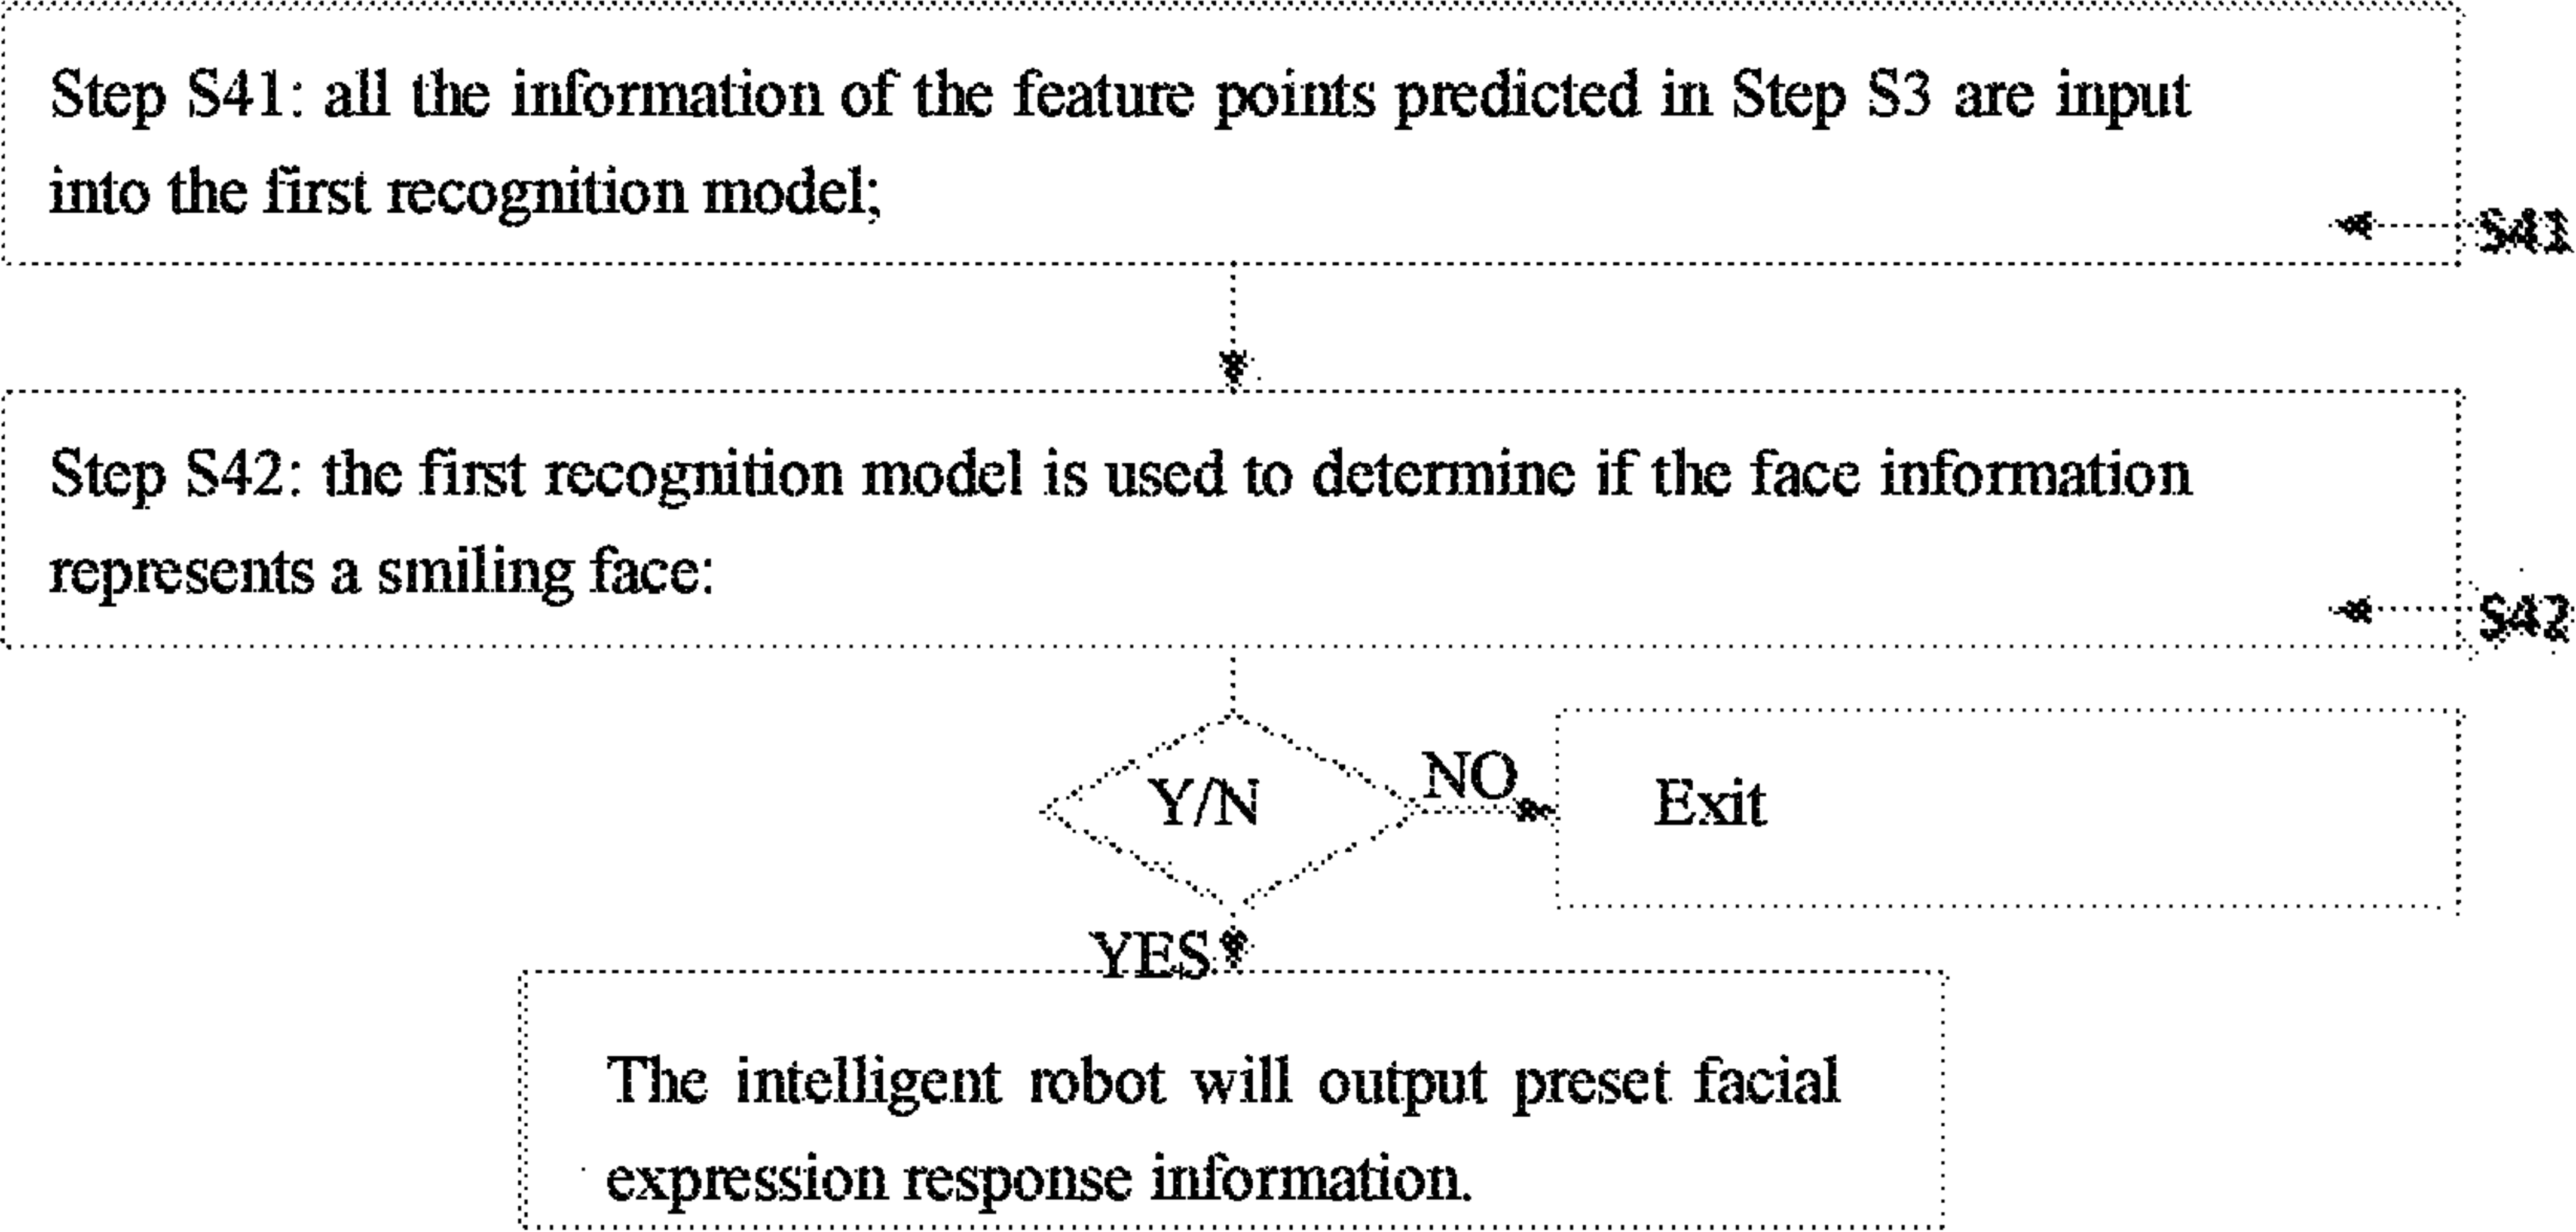 Step S41: all the information of the feature points predicted in Step S3 are input
into the first recognition model;
S41
Step S42: the first recognition model is used to determine if the face information
represents a smiling face:
S42
Y/N
NO
Exit
YES
The intelligent robot will output preset facial
expression response information.